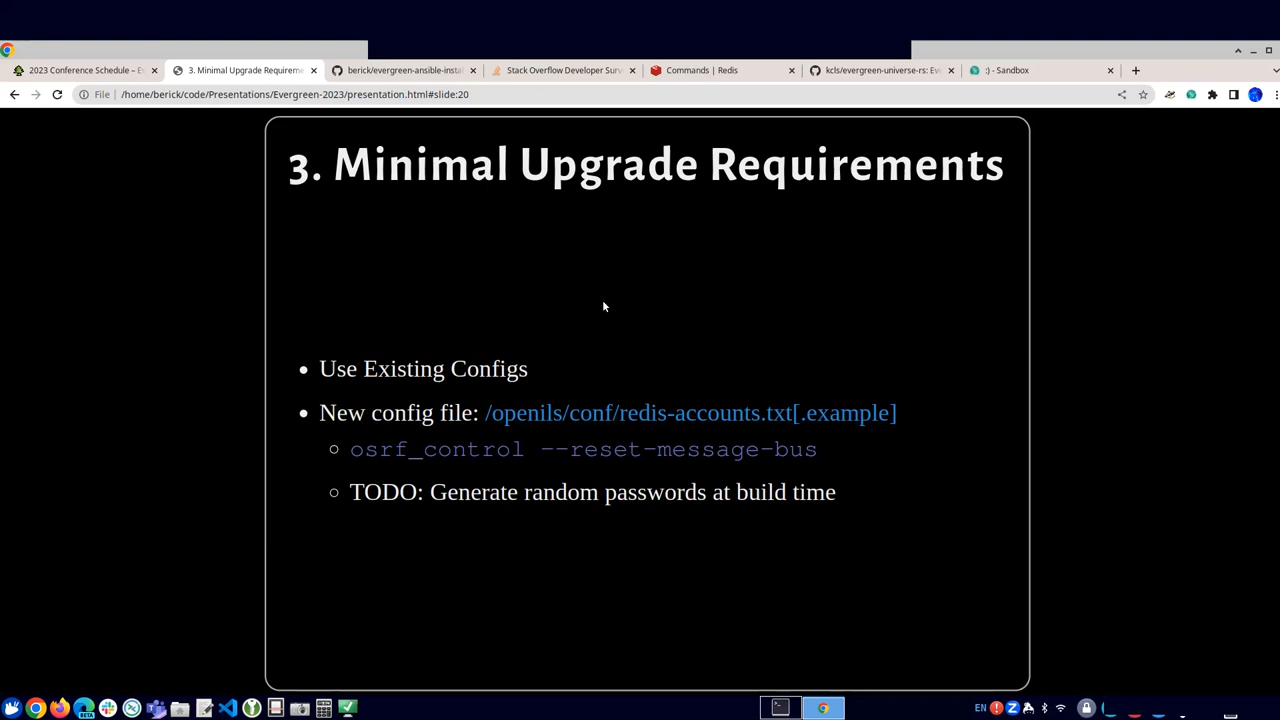 2023 Conference Schedule – Ev
3. Minimal Upgrade Requireme
berick/evergreen-ansible-instal
Stack Overflow Developer Surv
Commands | Redis
kcls/evergreen-universe-rs: Eve
:) - Sandbox
File
/home/berick/code/Presentations/Evergreen-2023/presentation.html#slide:20
3. Minimal Upgrade Requirements
Use Existing Configs
New config file: /openils/conf/redis-accounts.txt[.example]
osrf_control --reset-message-bus
TODO: Generate random passwords at build time
BETA
EN